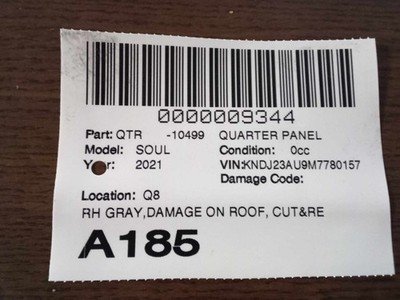 0000009344
Part: QTR -10499 QUARTER PANEL
Model: SOUL Condition: 0cc
Year: 2021 VIN:KNDJ23AU9M7780157
Damage Code:
Location: Q8
RH GRAY,DAMAGE ON ROOF, CUT&RE
A185